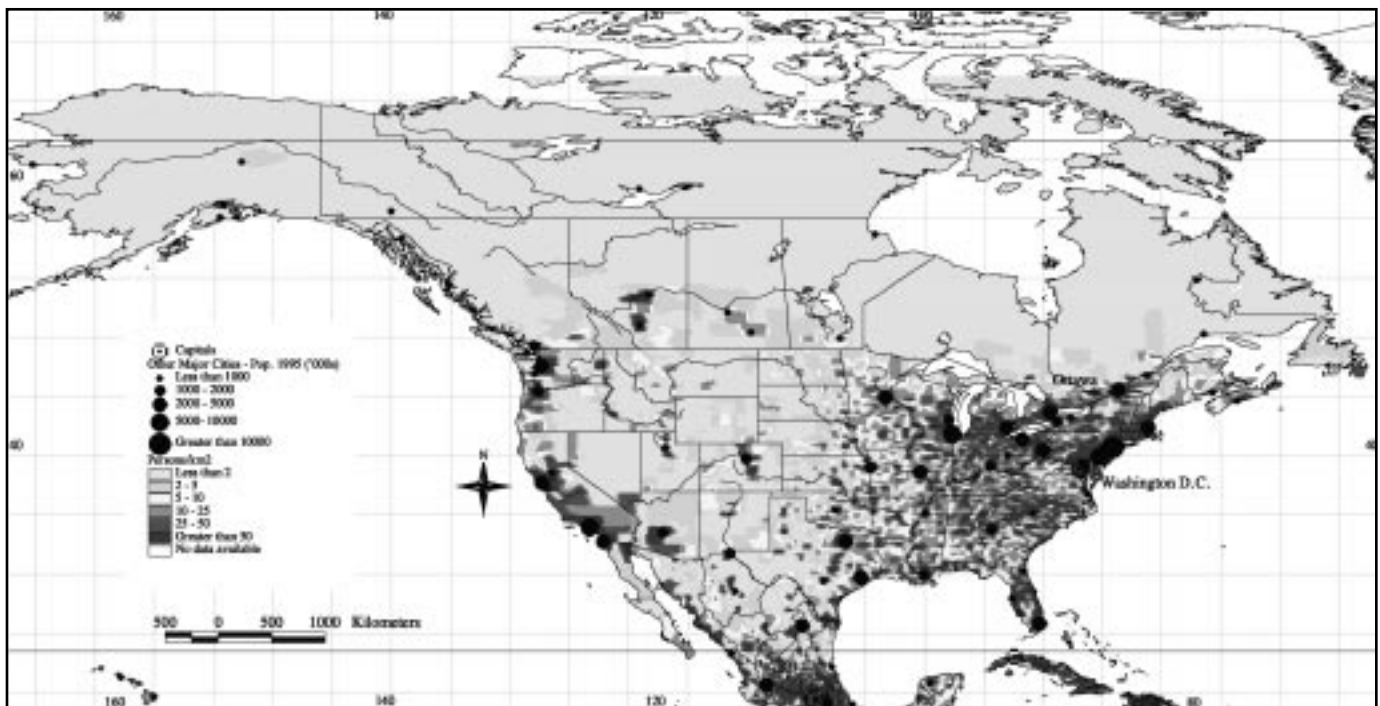 160 140 120 100 80
60
Capitals
Other Major Cities - Pop. 1995 ('000s)
Less than 1000
1000 - 2000
2000 - 5000
5000 - 10000
Greater than 10000
Persons/km2
Less than 2
2 - 5
5 - 10
10 - 25
25 - 50
Greater than 50
No data available
Ottawa
40 40
N
Washington D.C.
500 0 500 1000 Kilometers
160 140 120 80